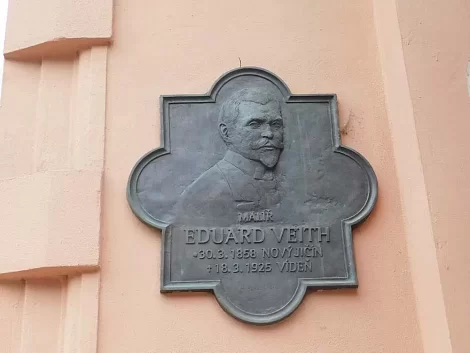 MALÍŘ
EDUARD VEITH
*30.3.1858 NOVÝ JIČÍN
†18.3.1925 VÍDEŇ